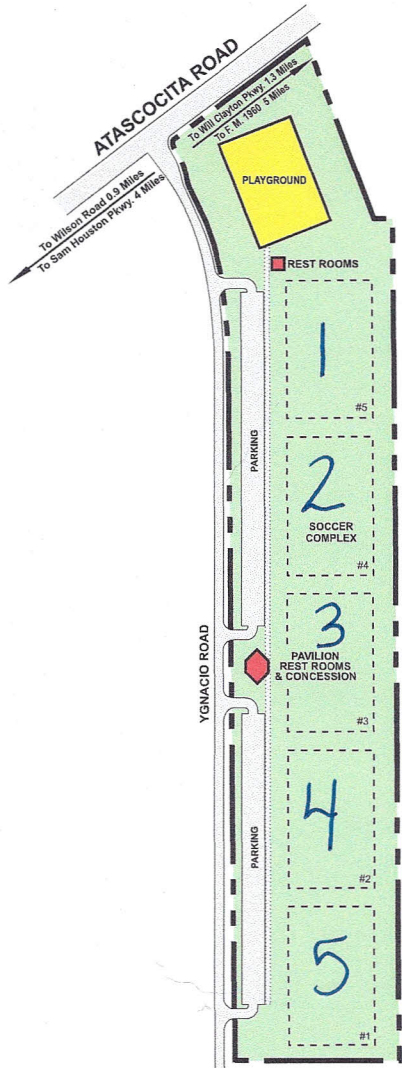 ATASCOCITA ROAD
To Will Clayton Pkwy. 1.3 Miles
To F. M. 1960 5 Miles
To Wilson Road 0.9 Miles
To Sam Houston Pkwy. 4 Miles
PLAYGROUND
REST ROOMS
1
#5
PARKING
2
SOCCER
COMPLEX
#4
3
PAVILION
REST ROOMS
& CONCESSION
#3
YGNACIO ROAD
4
#2
PARKING
5
#1